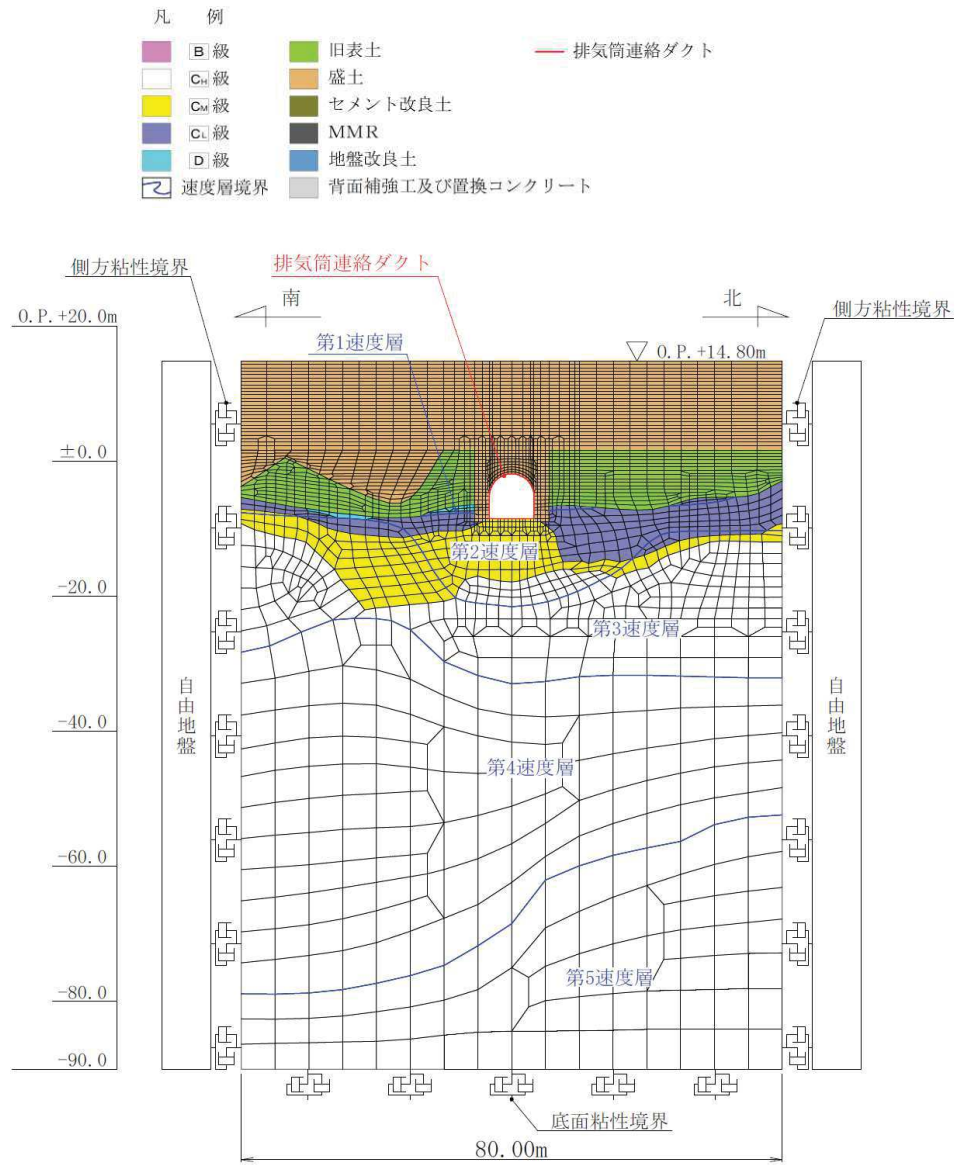 凡 例
B 級 旧表土 排気筒連絡ダクト
CH 級 盛土
CM 級 セメント改良土
CL 級 MMR
D 級 地盤改良土
速度層境界 背面補強工及び置換コンクリート
側方粘性境界 排気筒連絡ダクト
南 北 側方粘性境界
O.P.+20.0m
第1速度層 O.P.+14.80m
±0.0
第2速度層
-20.0
第3速度層
自由地盤 自由地盤
-40.0
第4速度層
-60.0
第5速度層
-80.0
-90.0
底面粘性境界
80.00m